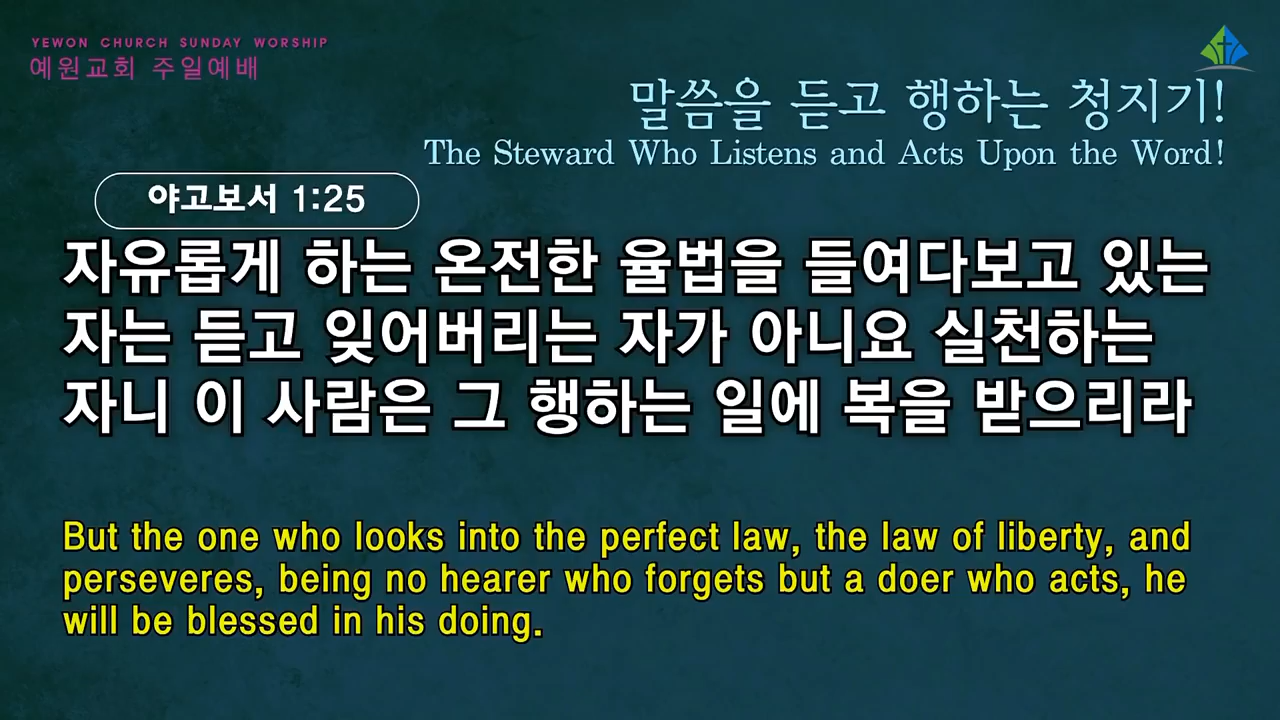 YEWON CHURCH SUNDAY WORSHIP
예원교회 주일예배
말씀을 듣고 행하는 청지기!
The Steward Who Listens and Acts Upon the Word!
야고보서 1:25
자유롭게 하는 온전한 율법을 들여다보고 있는
자는 듣고 잊어버리는 자가 아니요 실천하는
자니 이 사람은 그 행하는 일에 복을 받으리라
But the one who looks into the perfect law, the law of liberty, and
perseveres, being no hearer who forgets but a doer who acts, he
will be blessed in his doing.